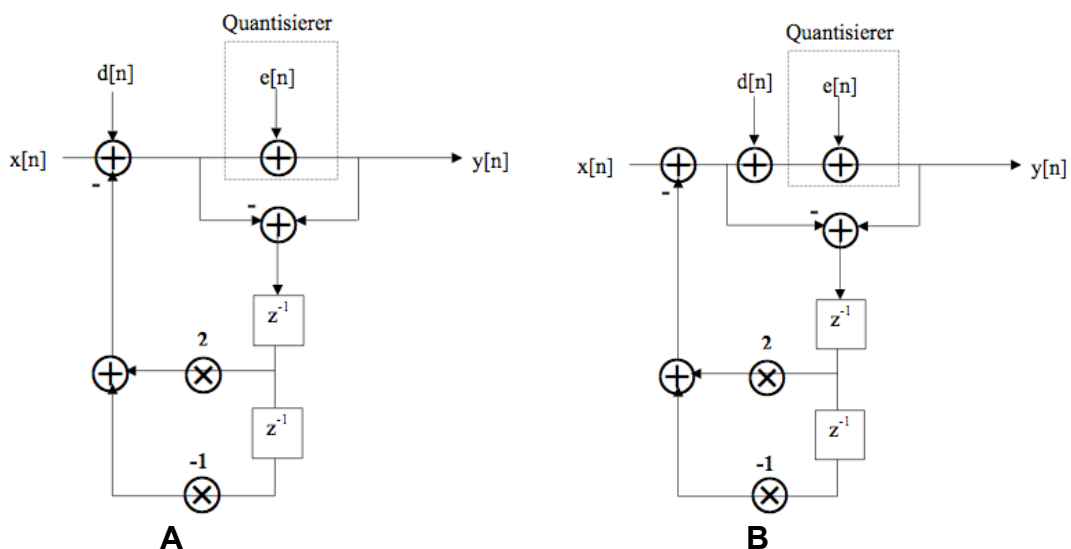 Quantisierer
d[n]
e[n]
x[n]
y[n]
-
-
z⁻¹
2
z⁻¹
-1
A
Quantisierer
d[n]
e[n]
x[n]
y[n]
-
-
z⁻¹
2
z⁻¹
-1
B